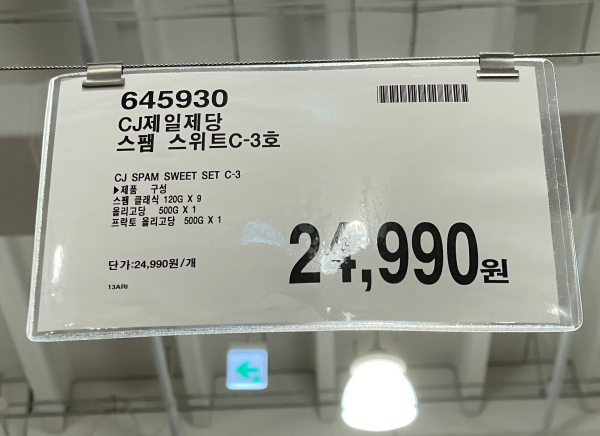 645930
CJ제일제당
스팸 스위트C-3호
CJ SPAM SWEET SET C-3
▶제품 구성
스팸 클래식 120G X 9
올리고당 500G X 1
프락토 올리고당 500G X 1
24,990원
단가:24,990원/개
13ARI